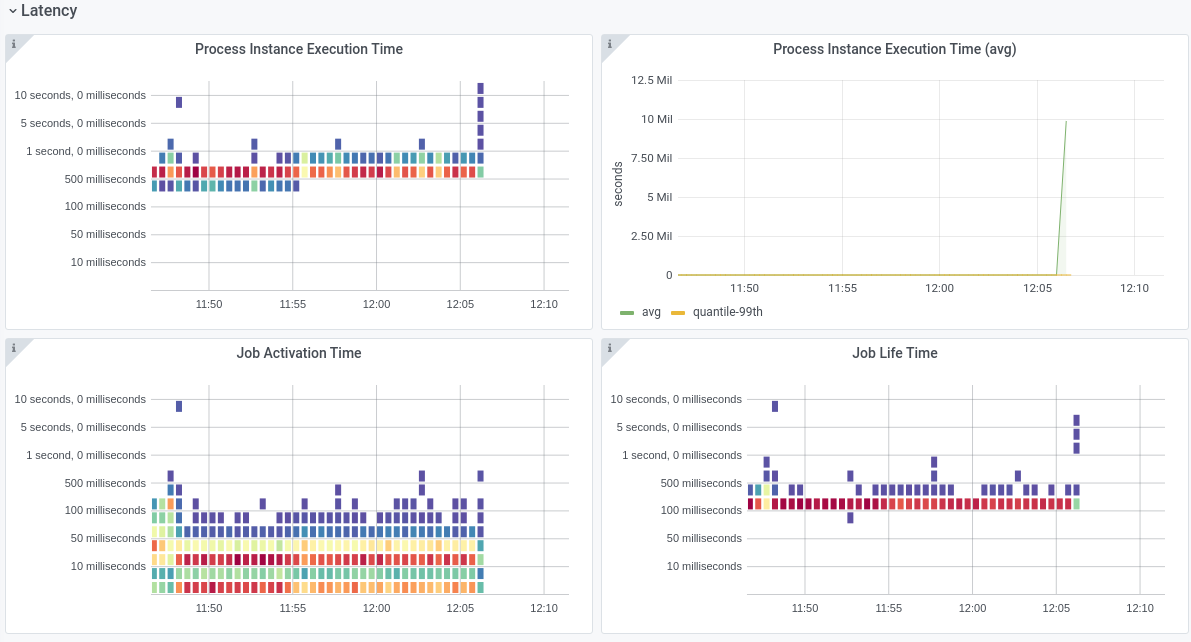 Latency
i
Process Instance Execution Time
10 seconds, 0 milliseconds
5 seconds, 0 milliseconds
1 second, 0 milliseconds
500 milliseconds
100 milliseconds
50 milliseconds
10 milliseconds
11:50 11:55 12:00 12:05 12:10
i
Process Instance Execution Time (avg)
seconds
12.5 Mil
10 Mil
7.50 Mil
5 Mil
2.50 Mil
0
11:50 11:55 12:00 12:05 12:10
avg quantile-99th
i
Job Activation Time
10 seconds, 0 milliseconds
5 seconds, 0 milliseconds
1 second, 0 milliseconds
500 milliseconds
100 milliseconds
50 milliseconds
10 milliseconds
11:50 11:55 12:00 12:05 12:10
i
Job Life Time
10 seconds, 0 milliseconds
5 seconds, 0 milliseconds
1 second, 0 milliseconds
500 milliseconds
100 milliseconds
50 milliseconds
10 milliseconds
11:50 11:55 12:00 12:05 12:10